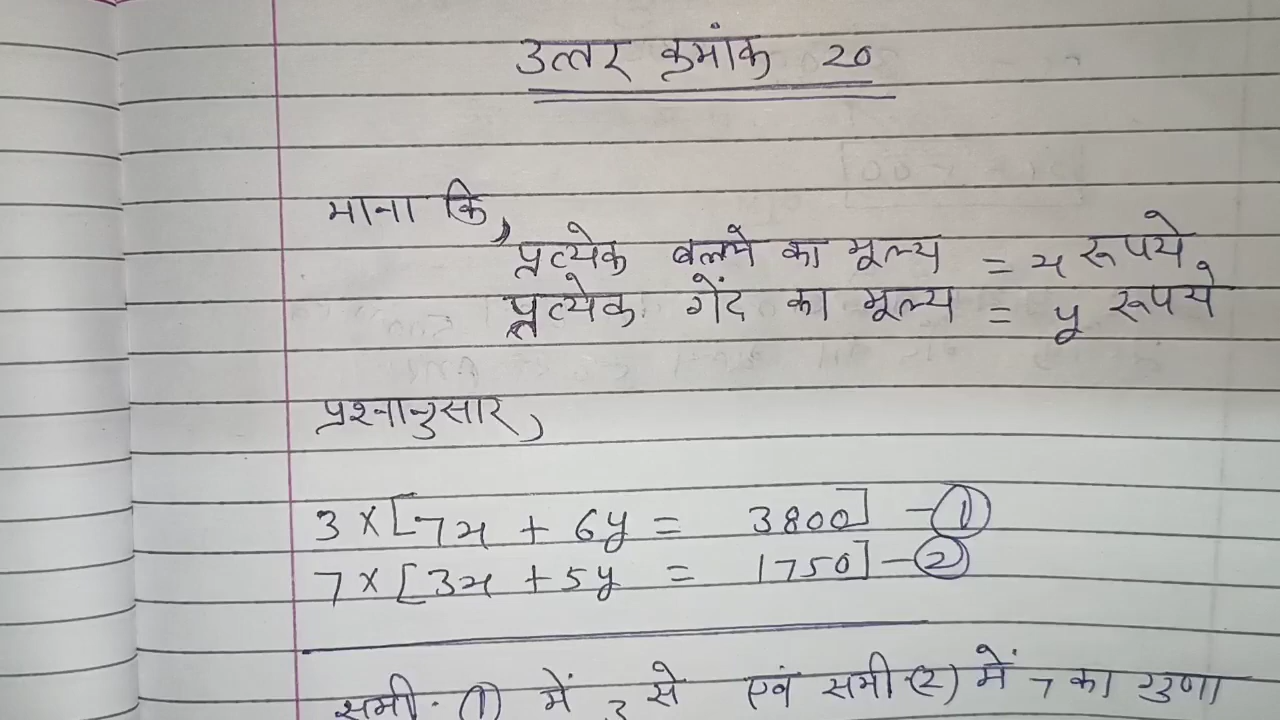 उत्तर क्रमांक 20
माना कि,
प्रत्येक बल्ले का मूल्य = x रूपये
प्रत्येक गेंद का मूल्य = y रूपये
प्रश्नानुसार,
3 × [7x + 6y = 3800] - ①
7 × [3x + 5y = 1750] - ②
समी. ① में 3 से एवं समी (2) में 7 का गुणा